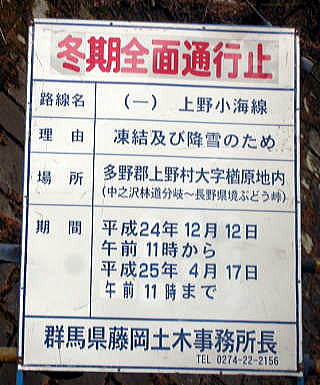 冬期全面通行止
路線名 (一) 上野小海線
理由 凍結及び降雪のため
場所 多野郡上野村大字楢原地内
(中之沢林道分岐～長野県境ぶどう峠)
期間 平成24年 12月 12日
午前 11時から
平成25年 4月 17日
午前 11時まで
群馬県藤岡土木事務所長
TEL 0274-22-2156